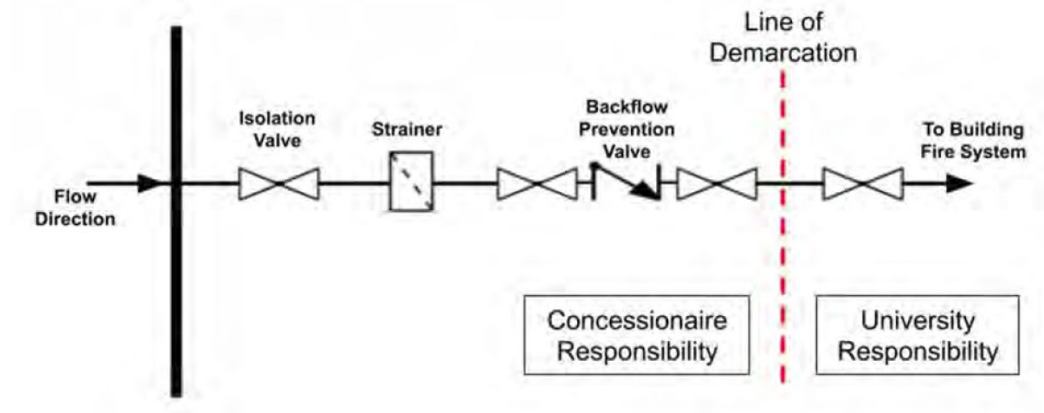 Line of
Demarcation
Isolation
Valve
Strainer
Backflow
Prevention
Valve
To Building
Fire System
Flow
Direction
Concessionaire
Responsibility
University
Responsibility